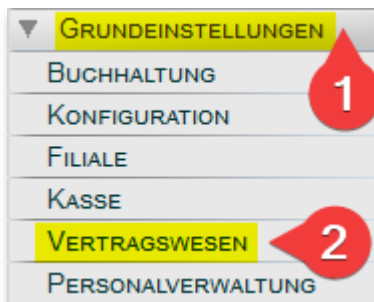 GRUNDEINSTELLUNGEN
1
BUCHHALTUNG
KONFIGURATION
FILIALE
KASSE
VERTRAGSWESEN
2
PERSONALVERWALTUNG